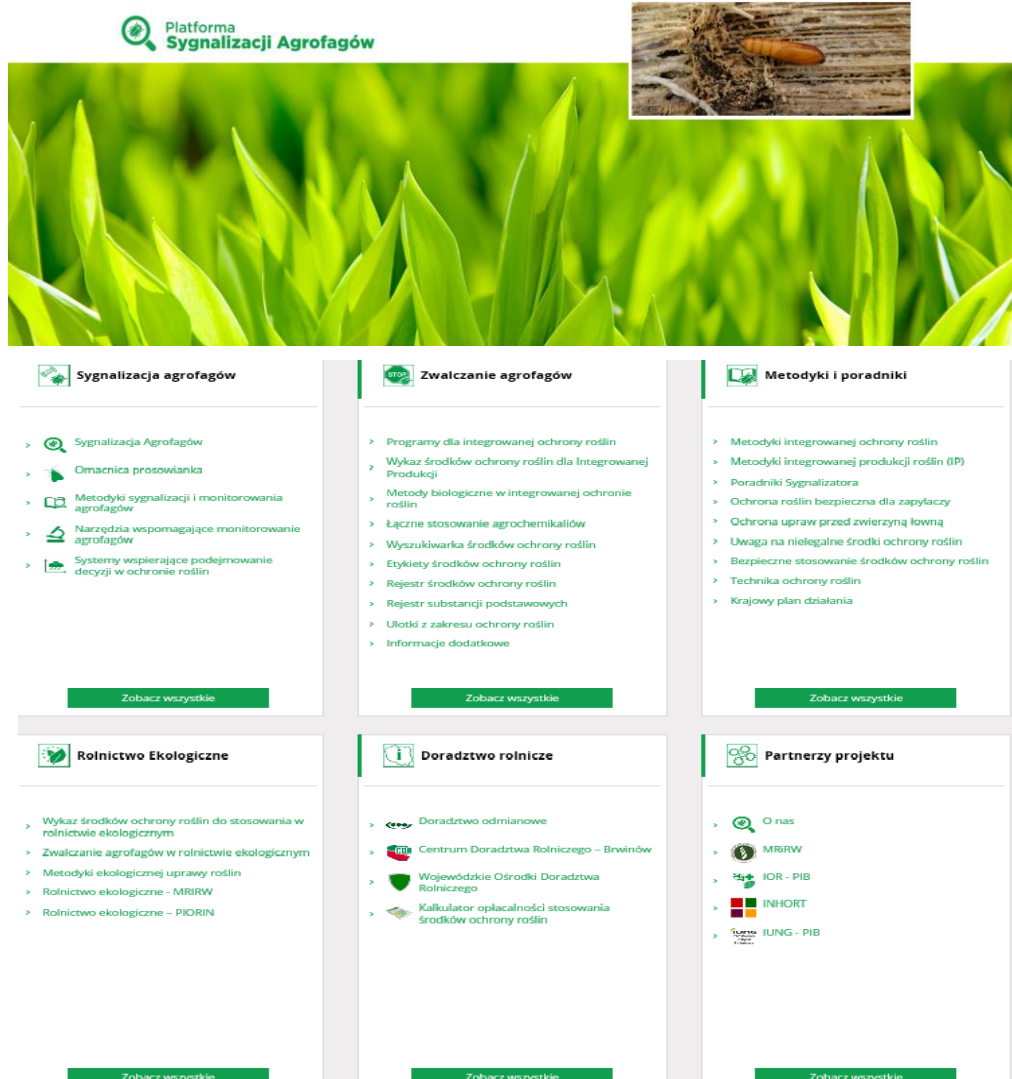 Platforma
Sygnalizacji Agrofagów
Sygnalizacja agrofagów
Sygnalizacja Agrofagów
Omacnica prosowianka
Metodyki sygnalizacji i monitorowania
agrofagów
Narzędzia wspomagające monitorowanie
agrofagów
Systemy wspierające podejmowanie
decyzji w ochronie roślin
Zobacz wszystkie
Zwalczanie agrofagów
Programy dla integrowanej ochrony roślin
Wykaz środków ochrony roślin dla Integrowanej
Produkcji
Metody biologiczne w integrowanej ochronie
roślin
Łączne stosowanie agrochemikaliów
Wyszukiwarka środków ochrony roślin
Etykiety środków ochrony roślin
Rejestr środków ochrony roślin
Rejestr substancji podstawowych
Ulotki z zakresu ochrony roślin
Informacje dodatkowe
Zobacz wszystkie
Metodyki i poradniki
Metodyki integrowanej ochrony roślin
Metodyki integrowanej produkcji roślin (IP)
Poradniki Sygnalizatora
Ochrona roślin bezpieczna dla zapylaczy
Ochrona upraw przed zwierzyną łowną
Uwaga na nielegalne środki ochrony roślin
Bezpieczne stosowanie środków ochrony roślin
Technika ochrony roślin
Krajowy plan działania
Zobacz wszystkie
Rolnictwo Ekologiczne
Wykaz środków ochrony roślin do stosowania w
rolnictwie ekologicznym
Zwalczanie agrofagów w rolnictwie ekologicznym
Metodyki ekologicznej uprawy roślin
Rolnictwo ekologiczne - MRIRW
Rolnictwo ekologiczne – PIORIN
Zobacz wszystkie
Doradztwo rolnicze
Doradztwo odmianowe
Centrum Doradztwa Rolniczego – Brwinów
Wojewódzkie Ośrodki Doradztwa
Rolniczego
Kalkulator opłacalności stosowania
środków ochrony roślin
Zobacz wszystkie
Partnerzy projektu
O nas
MRiRW
IOR - PIB
INHORT
IUNG - PIB
Zobacz wszystkie